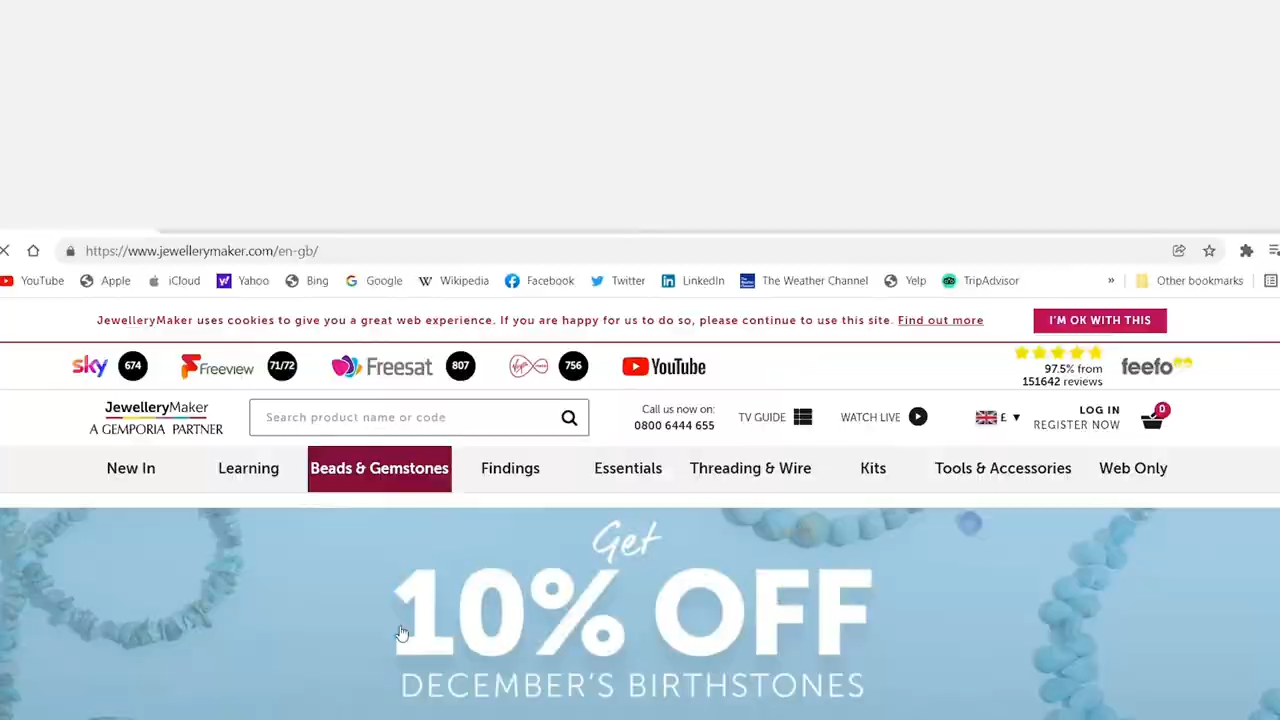 https://www.jewellerymaker.com/en-gb/
YouTube Apple iCloud Yahoo Bing Google Wikipedia Facebook Twitter LinkedIn The Weather Channel Yelp TripAdvisor » Other bookmarks
JewelleryMaker uses cookies to give you a great web experience. If you are happy for us to do so, please continue to use this site. Find out more I'M OK WITH THIS
sky 674 Freeview 71/72 Freesat 807 756 YouTube
97.5% from
151642 reviews
feefo
JewelleryMaker
A GEMPORIA PARTNER
Search product name or code
Call us now on:
0800 6444 655
TV GUIDE
WATCH LIVE
£
LOG IN
REGISTER NOW
0
New In Learning Beads & Gemstones Findings Essentials Threading & Wire Kits Tools & Accessories Web Only
Get
10% OFF
DECEMBER'S BIRTHSTONES